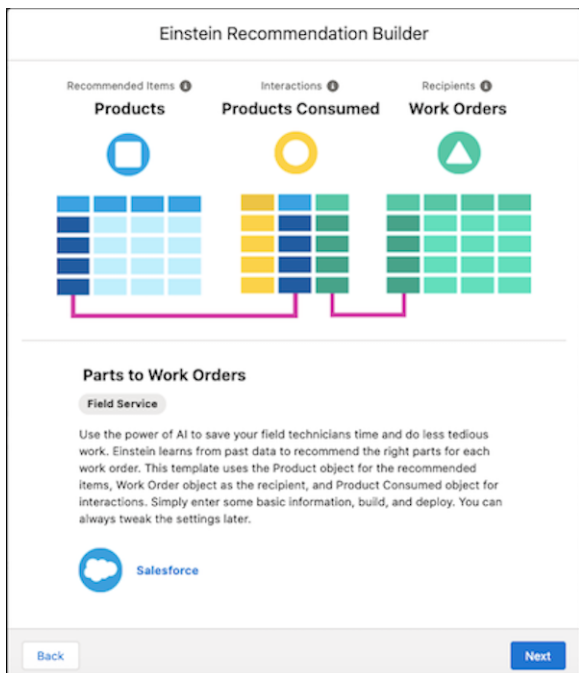 Einstein Recommendation Builder
Recommended Items
Interactions
Recipients
Products
Products Consumed
Work Orders
Parts to Work Orders
Field Service
Use the power of AI to save your field technicians time and do less tedious
work. Einstein learns from past data to recommend the right parts for each
work order. This template uses the Product object for the recommended
items, Work Order object as the recipient, and Product Consumed object for
interactions. Simply enter some basic information, build, and deploy. You can
always tweak the settings later.
Salesforce
Back
Next